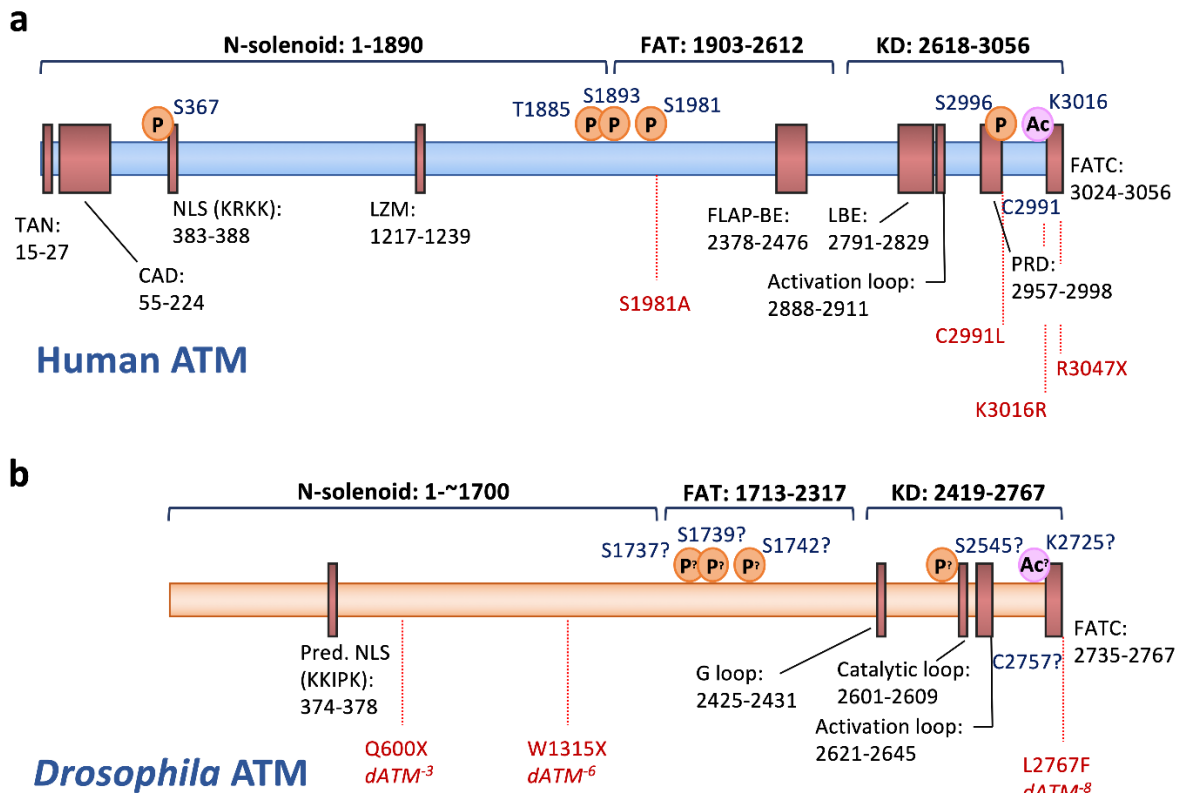 a
N-solenoid: 1-1890
FAT: 1903-2612
KD: 2618-3056
S367
T1885
S1893
S1981
S2996
K3016
P
P
P
P
P
Ac
FATC:
3024-3056
C2991
TAN:
15-27
CAD:
55-224
NLS (KRKK):
383-388
LZM:
1217-1239
FLAP-BE:
2378-2476
LBE:
2791-2829
Activation loop:
2888-2911
PRD:
2957-2998
S1981A
C2991L
R3047X
K3016R
Human ATM
b
N-solenoid: 1-~1700
FAT: 1713-2317
KD: 2419-2767
S1737?
S1739?
S1742?
S2545?
K2725?
P?
P?
P?
P?
Ac?
FATC:
2735-2767
C2757?
Pred. NLS
(KKIPK):
374-378
G loop:
2425-2431
Catalytic loop:
2601-2609
Activation loop:
2621-2645
Q600X
dATM-3
W1315X
dATM-6
L2767F
dATM-8
Drosophila ATM